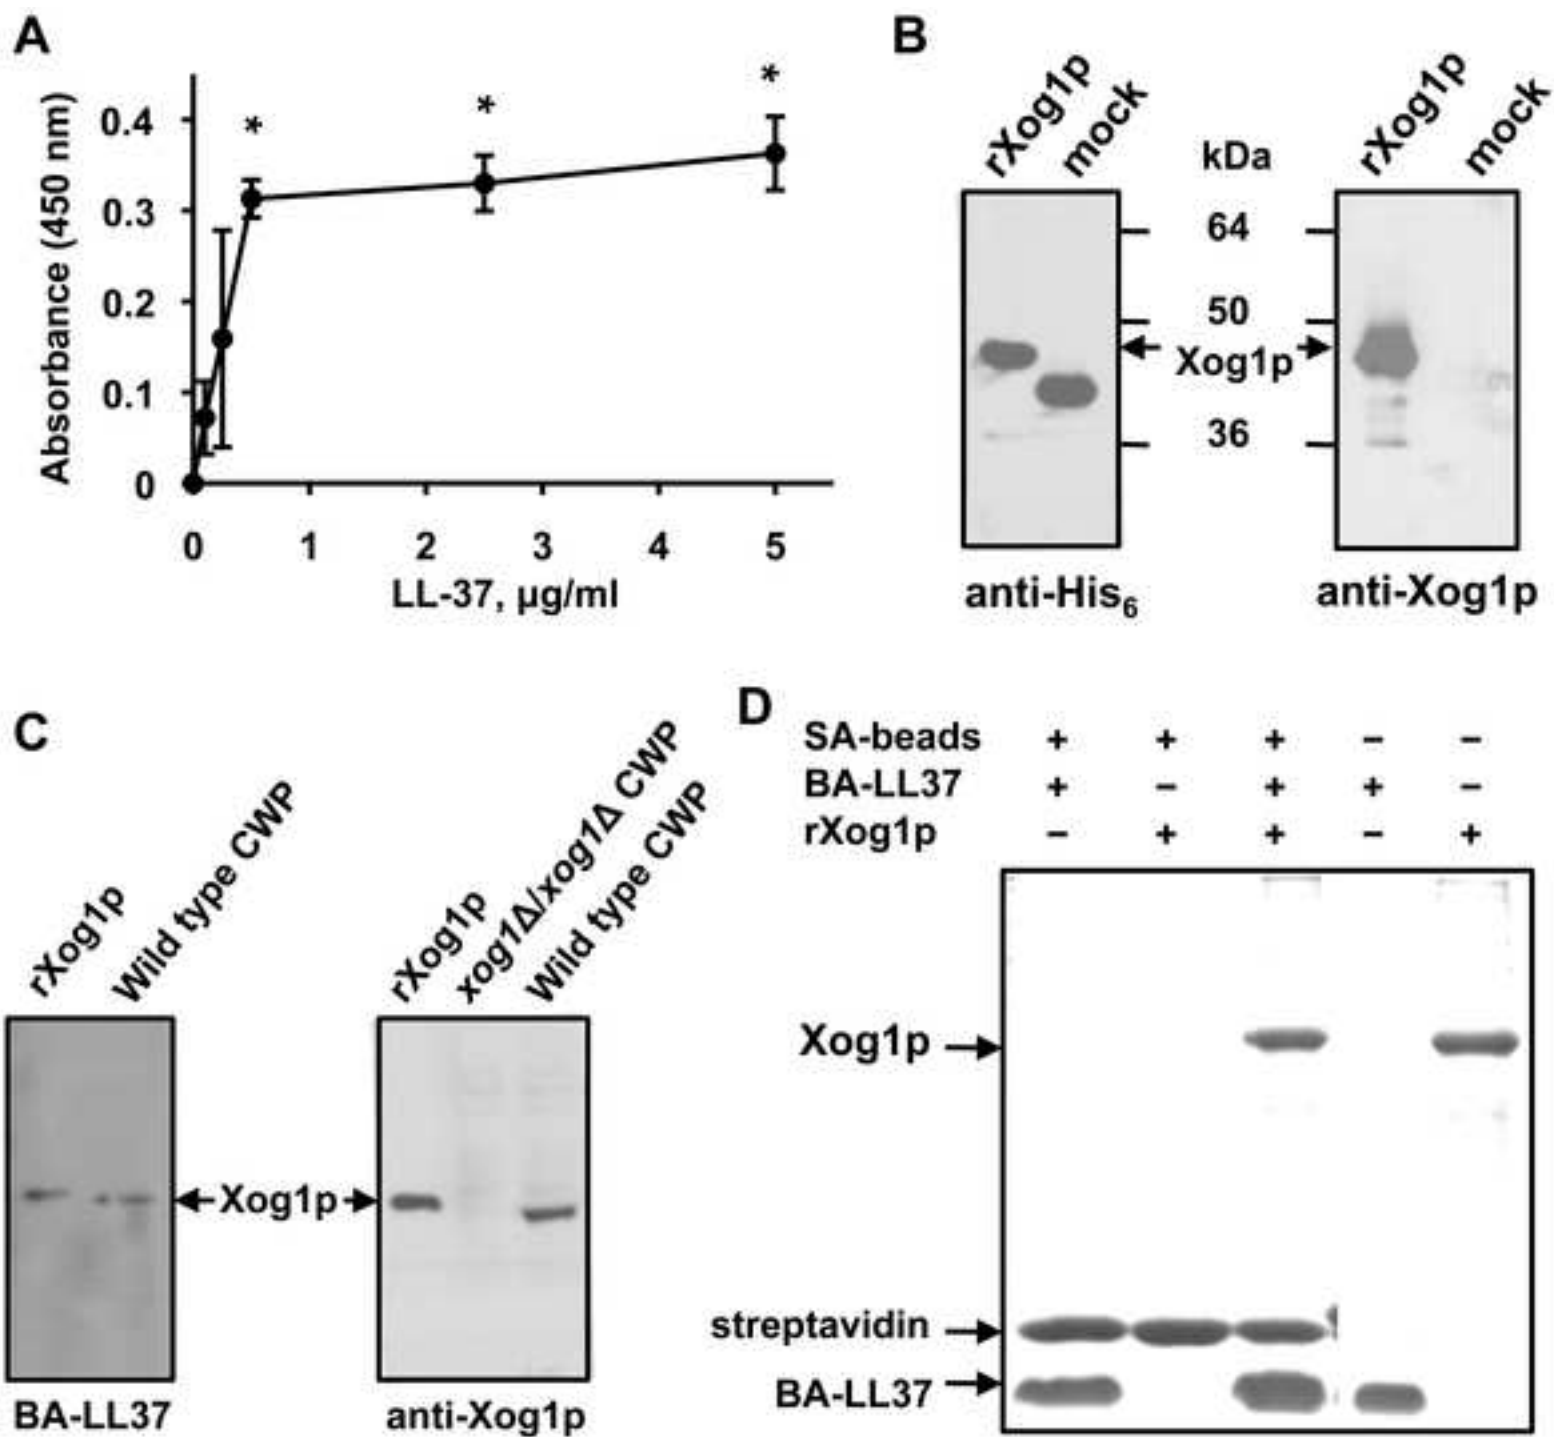 A
Absorbance (450 nm)
0.4
0.3
0.2
0.1
0
0 1 2 3 4 5
LL-37, µg/ml
* * *
B
rXog1p mock kDa rXog1p mock
64
50
Xog1p
36
anti-His₆ anti-Xog1p
C
rXog1p Wild type CWP
rXog1p xog1Δ/xog1Δ CWP Wild type CWP
Xog1p
BA-LL37 anti-Xog1p
D
SA-beads + + + − −
BA-LL37 + − + + −
rXog1p − + + − +
Xog1p
streptavidin
BA-LL37